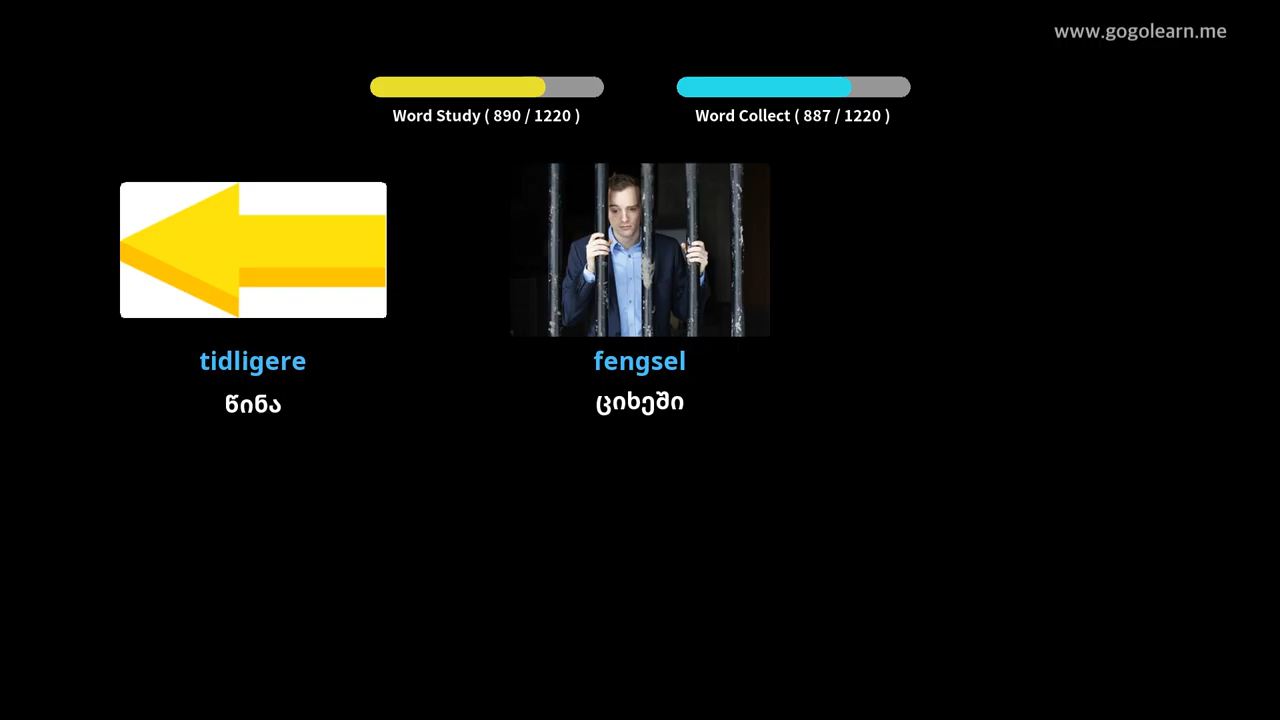 www.gogolearn.me
Word Study ( 890 / 1220 )
Word Collect ( 887 / 1220 )
tidligere
fengsel
წინა
ციხეში